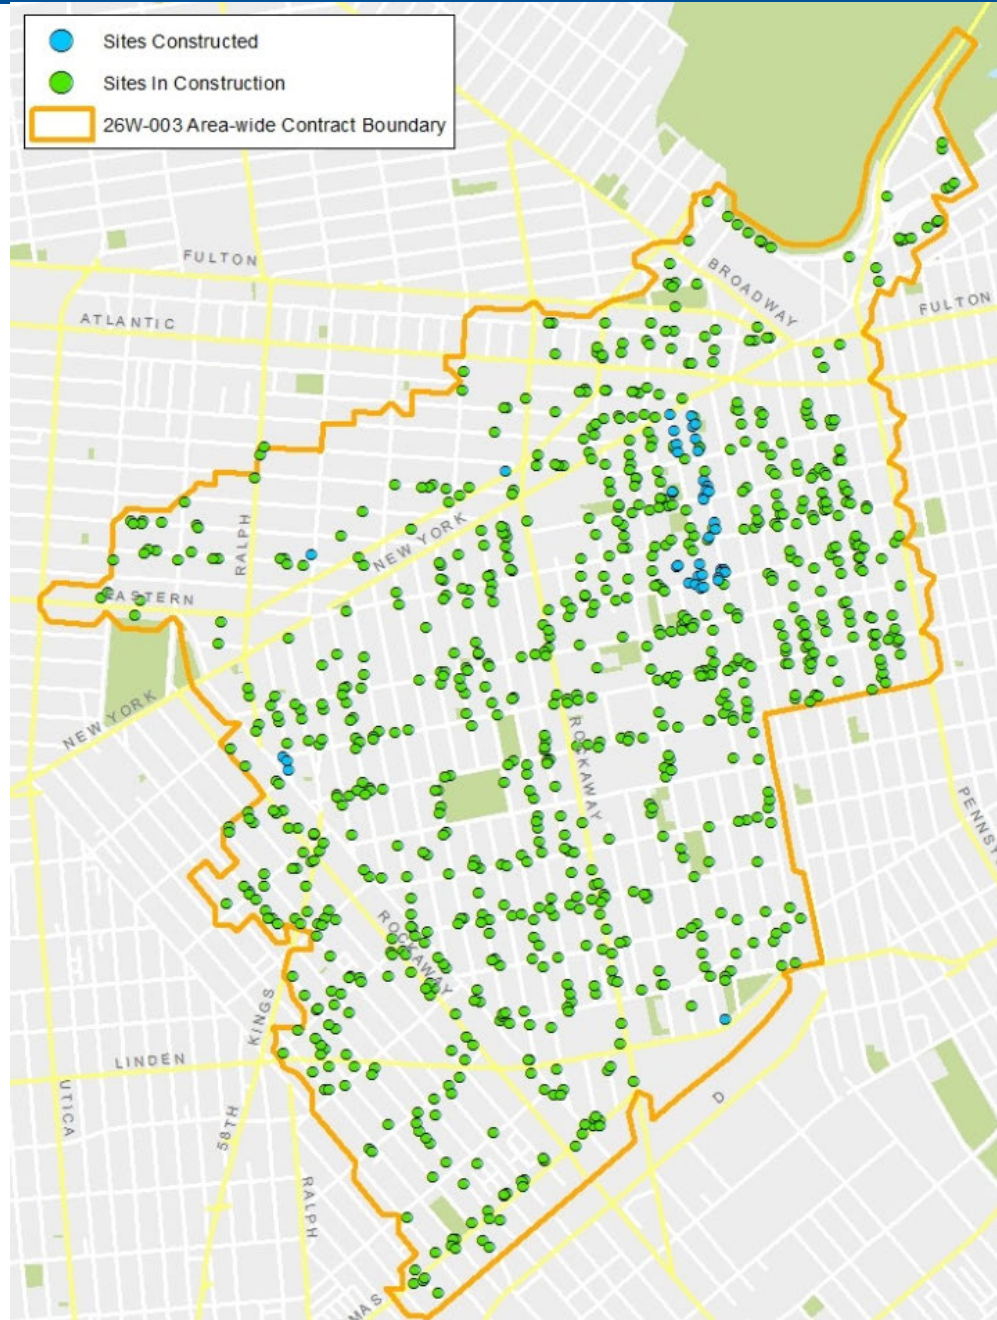 Sites Constructed
Sites In Construction
26W-003 Area-wide Contract Boundary
FULTON
BROADWAY
FULTON
ATLANTIC
RALPH
NEW YORK
EASTERN
NEW YORK
ROCKAWAY
PENNSY
ROCKAWAY
KINGS
LINDEN
UTICA
58TH
D
RALPH
MAS